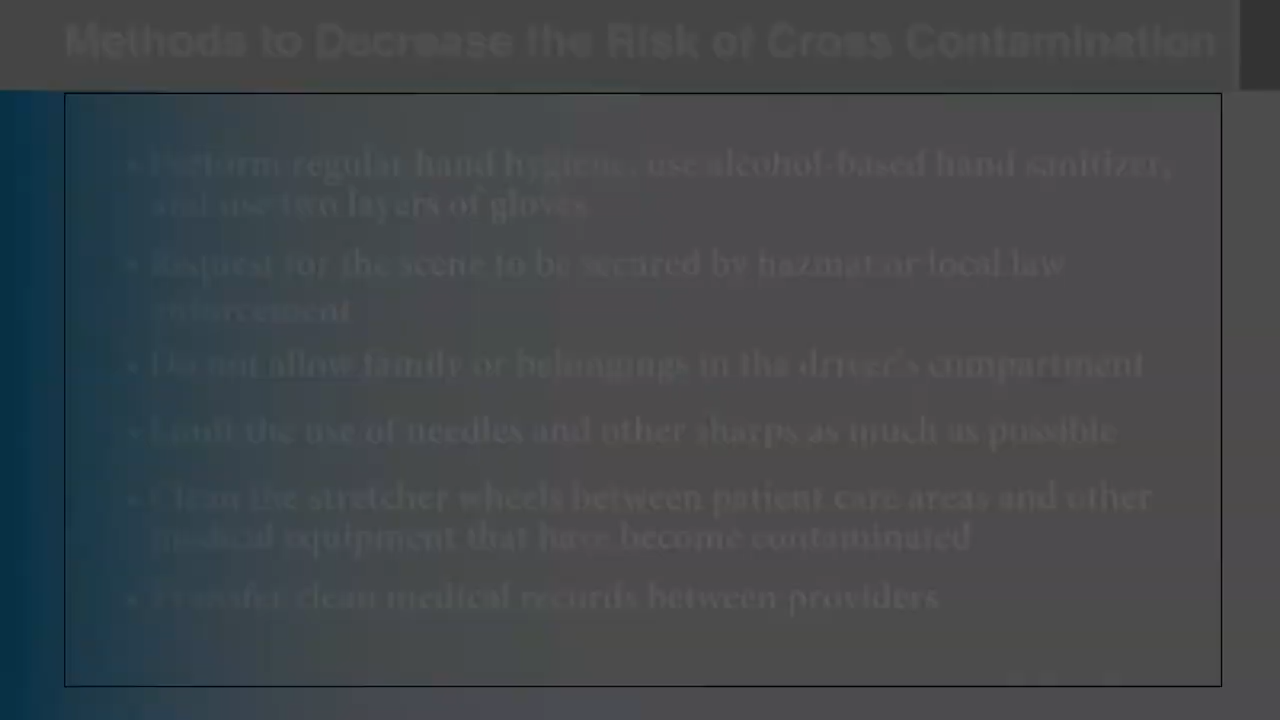 Methods to Decrease the Risk of Cross Contamination
• Perform regular hand hygiene, use alcohol-based hand sanitizer,
and use two layers of gloves
• Request for the scene to be secured by hazmat or local law
enforcement
• Do not allow family or belongings in the driver's compartment
• Limit the use of needles and other sharps as much as possible
• Clean the stretcher wheels between patient care areas and other
medical equipment that have become contaminated
• Transfer clean medical records between providers